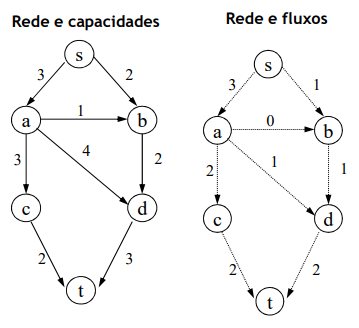 Rede e capacidades
s
3 2
a 1 b
3 4 2
c d
2 3
t
Rede e fluxos
s
3 1
a 0 b
2 1 1
c d
2 2
t